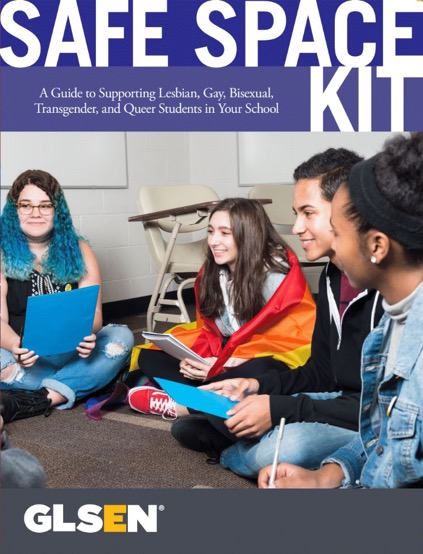 SAFE SPACE
KIT
A Guide to Supporting Lesbian, Gay, Bisexual,
Transgender, and Queer Students in Your School
GLSEN®